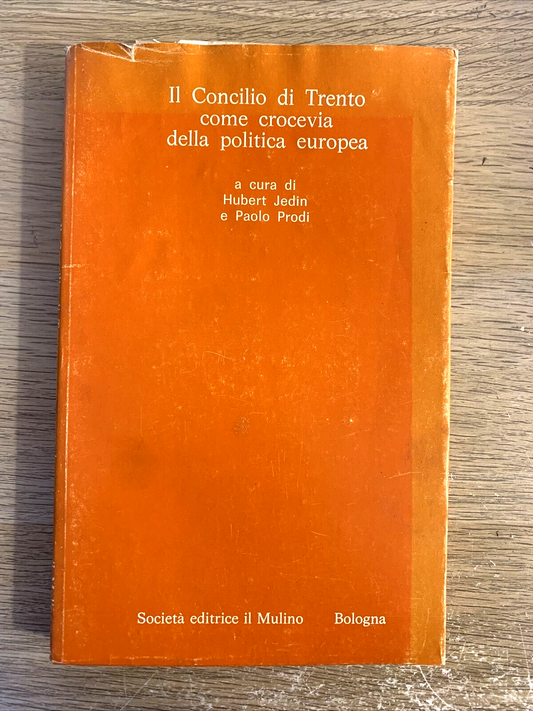 Il Concilio di Trento
come crocevia
della politica europea
a cura di
Hubert Jedin
e Paolo Prodi
Società editrice il Mulino Bologna